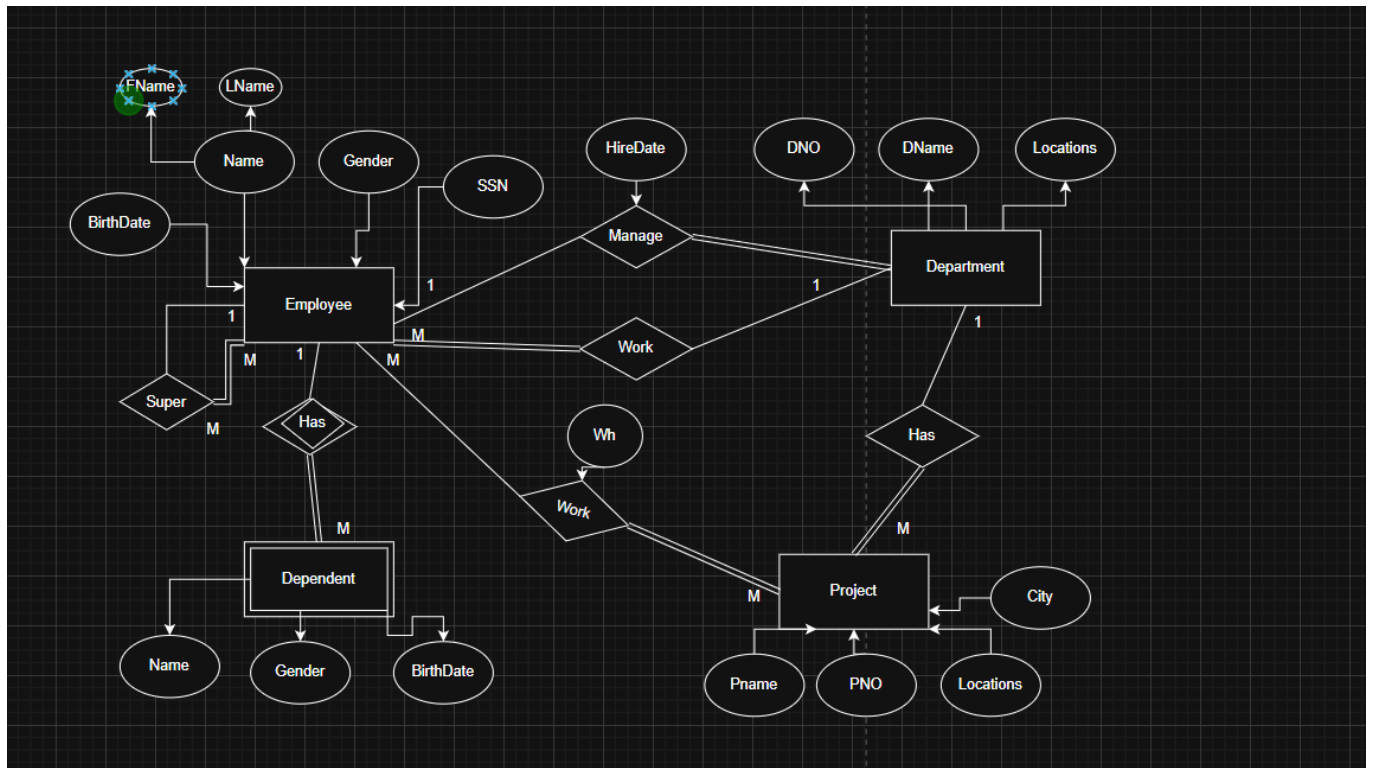 FName
LName
Name
Gender
SSN
BirthDate
HireDate
DNO
DName
Locations
Manage
Department
Employee
1
1
1
1
M
M
1
M
Work
Super
M
Has
Wh
Has
Work
M
M
Dependent
M
Project
City
Name
Gender
BirthDate
Pname
PNO
Locations